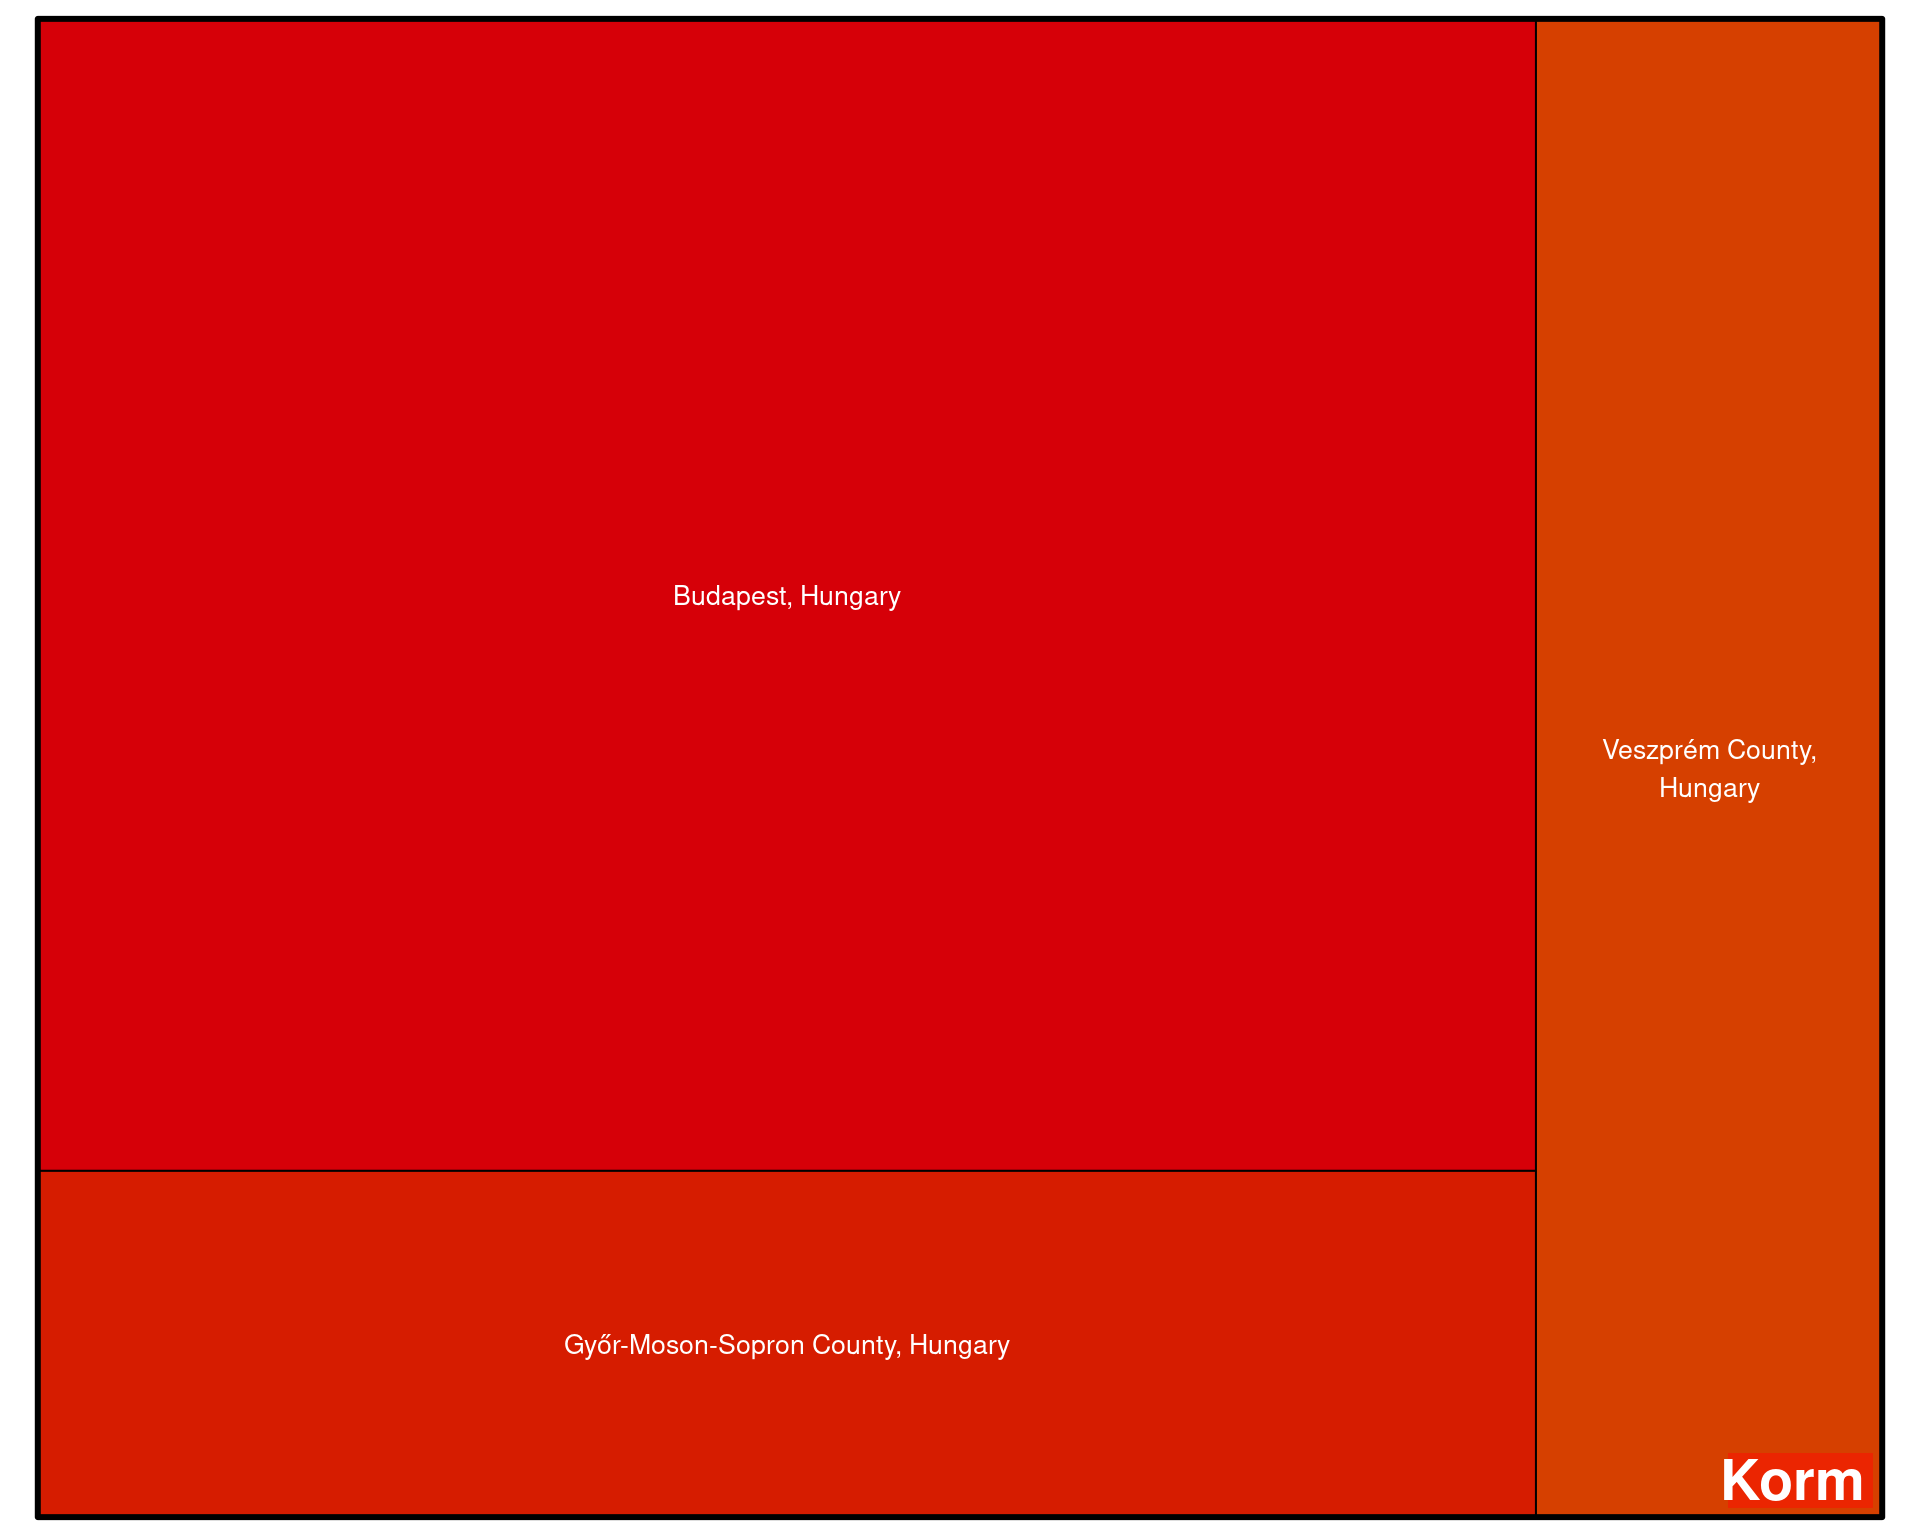 Budapest, Hungary
Veszprém County,
Hungary
Győr-Moson-Sopron County, Hungary
Korm